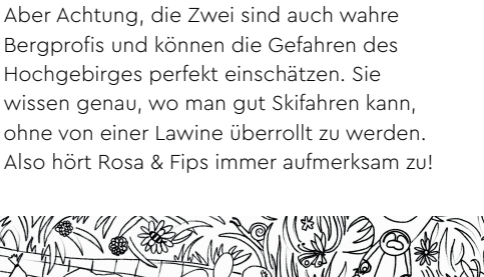 Aber Achtung, die Zwei sind auch wahre
Bergprofis und können die Gefahren des
Hochgebirges perfekt einschätzen. Sie
wissen genau, wo man gut Skifahren kann,
ohne von einer Lawine überrollt zu werden.
Also hört Rosa & Fips immer aufmerksam zu!